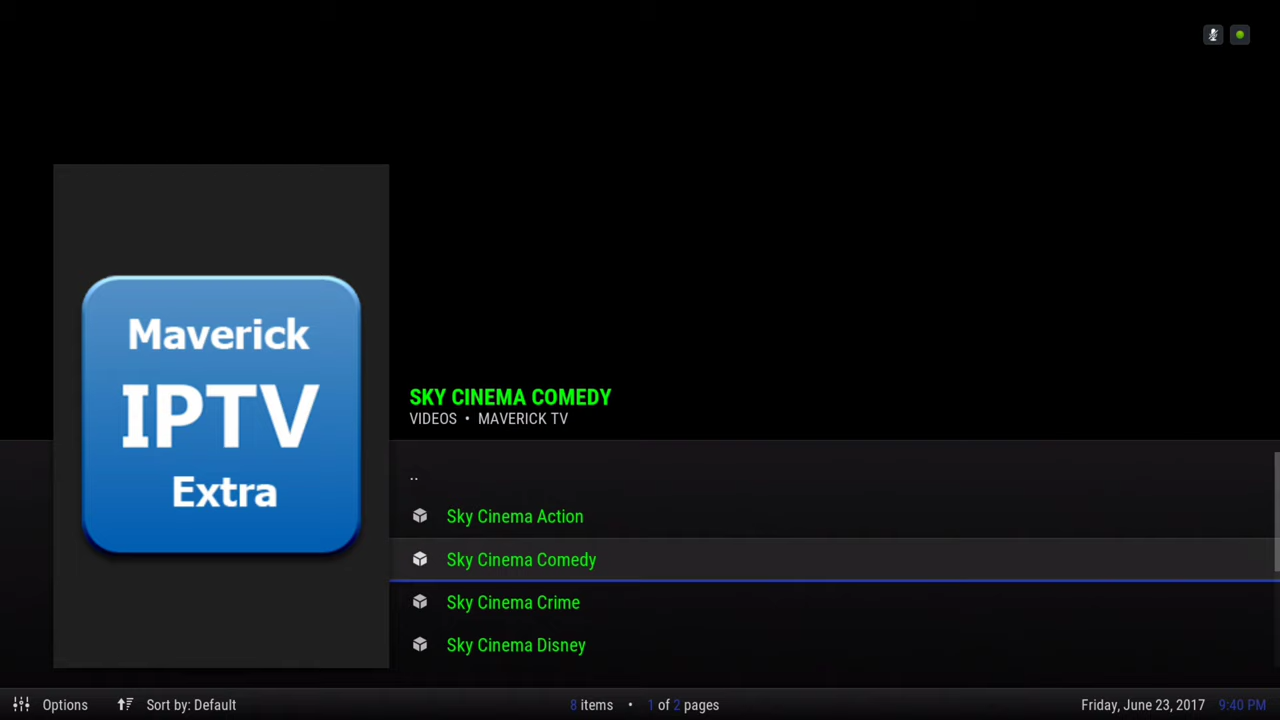 Maverick
IPTV
Extra
SKY CINEMA COMEDY
VIDEOS • MAVERICK TV
..
Sky Cinema Action
Sky Cinema Comedy
Sky Cinema Crime
Sky Cinema Disney
Options
Sort by: Default
8 items • 1 of 2 pages
Friday, June 23, 2017 9:40 PM